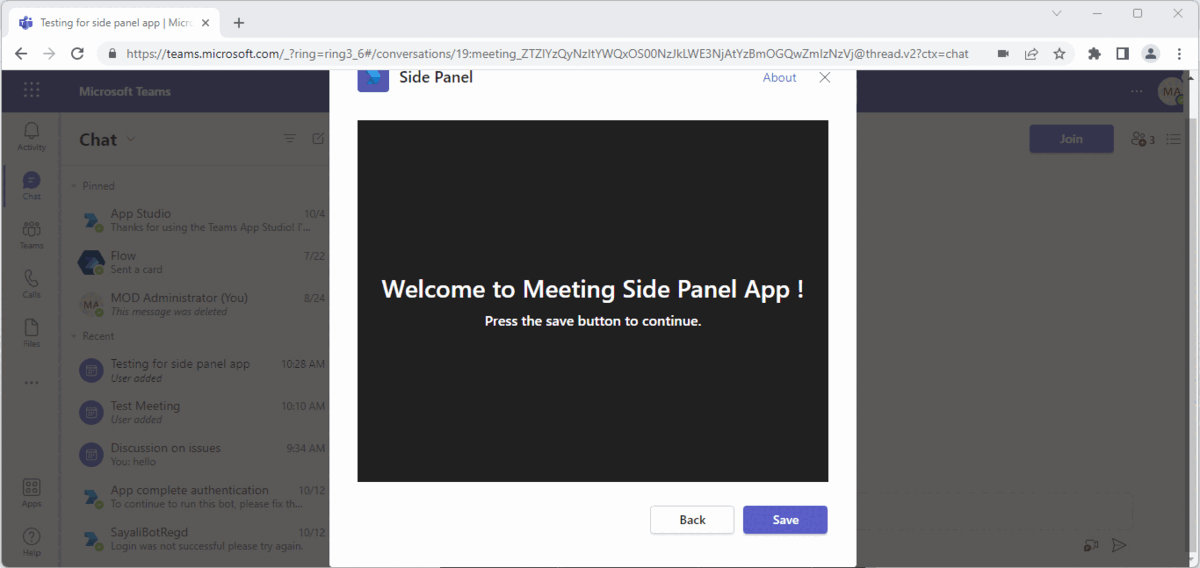 Testing for side panel app | Micro
https://teams.microsoft.com/_?ring=ring3_6#/conversations/19:meeting_ZTZlYzQyNzItYWQxOS00NzJkLWE3NjAtYzBmOGQwZmIzNzVj@thread.v2?ctx=chat
Microsoft Teams
MA
Side Panel
About
Activity
Chat
Teams
Calls
Files
Apps
Help
Chat
Pinned
App Studio 10/4
Thanks for using the Teams App Studio! I'...
Flow 7/22
Sent a card
MA
MOD Administrator (You) 8/24
This message was deleted
Recent
Testing for side panel app 10:28 AM
User added
Test Meeting 10:10 AM
User added
Discussion on issues 9:34 AM
You: hello
App complete authentication 10/12
To continue to run this bot, please fix th...
SayaliBotRegd 10/12
Login was not successful please try again.
Join
3
Welcome to Meeting Side Panel App !
Press the save button to continue.
Back
Save